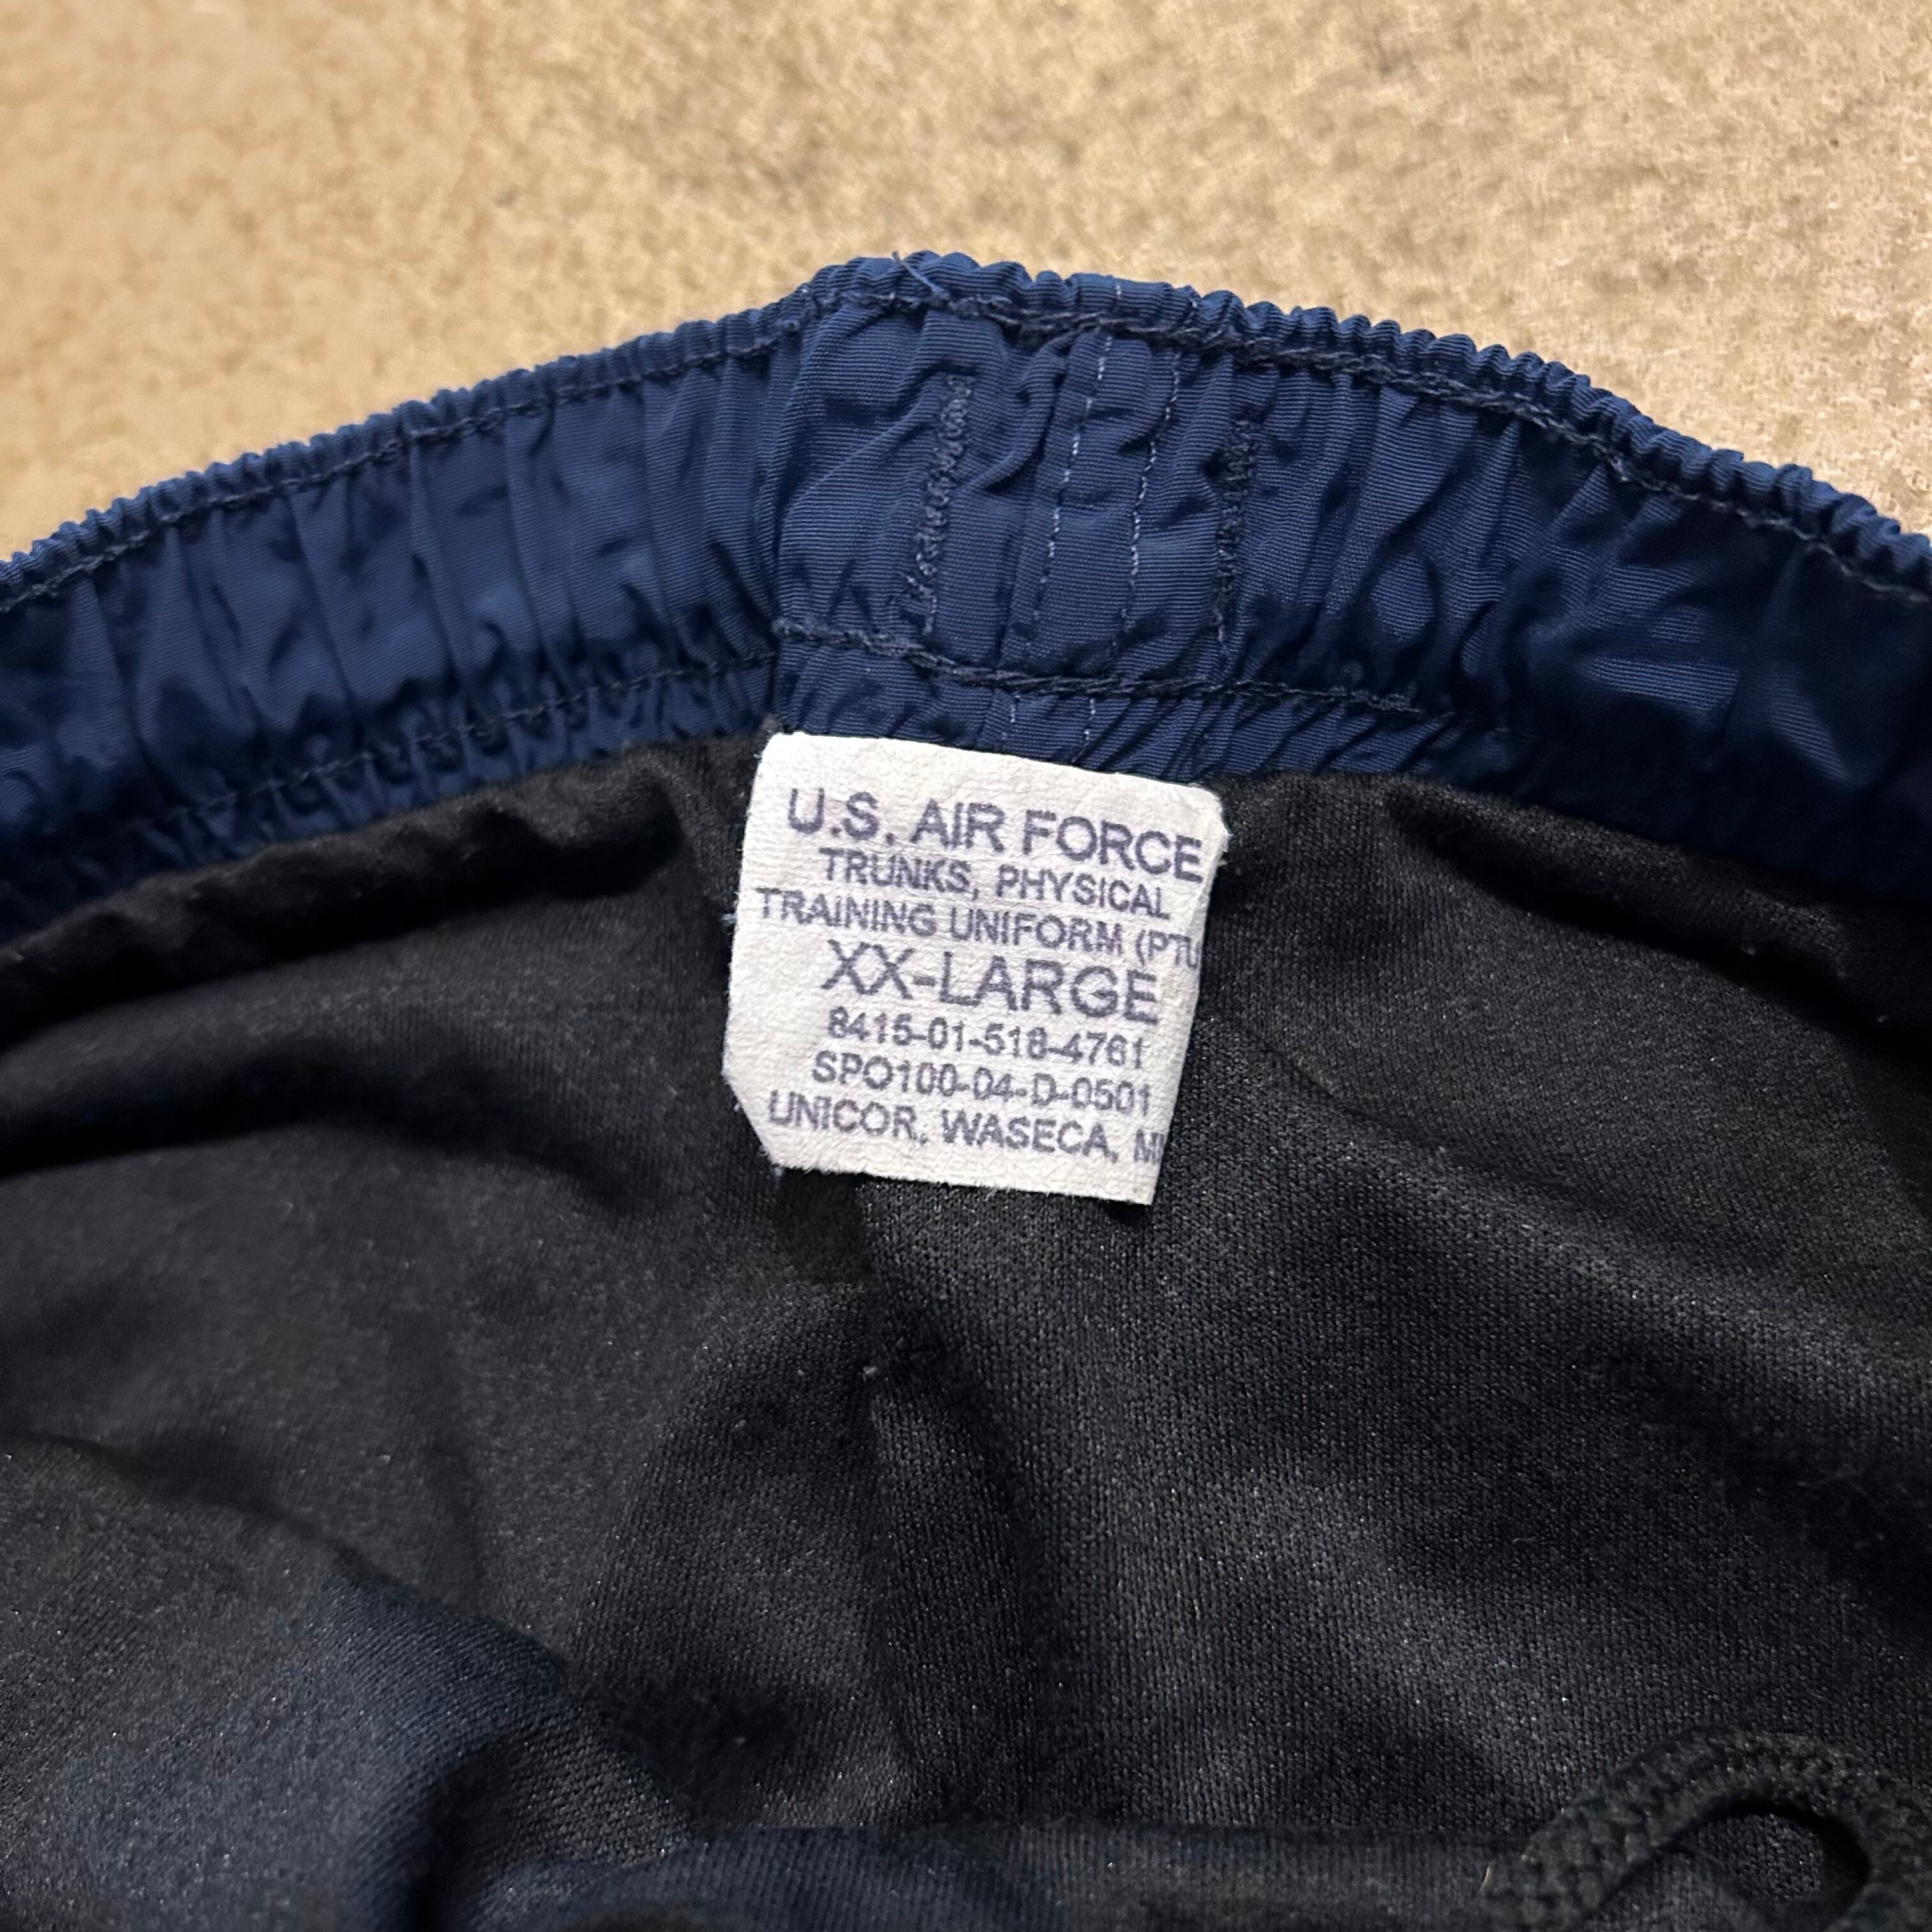 U.S. AIR FORCE
TRUNKS, PHYSICAL
TRAINING UNIFORM (PTU
XX-LARGE
8415-01-518-4761
SPO100-04-D-0501
UNICOR, WASECA, M